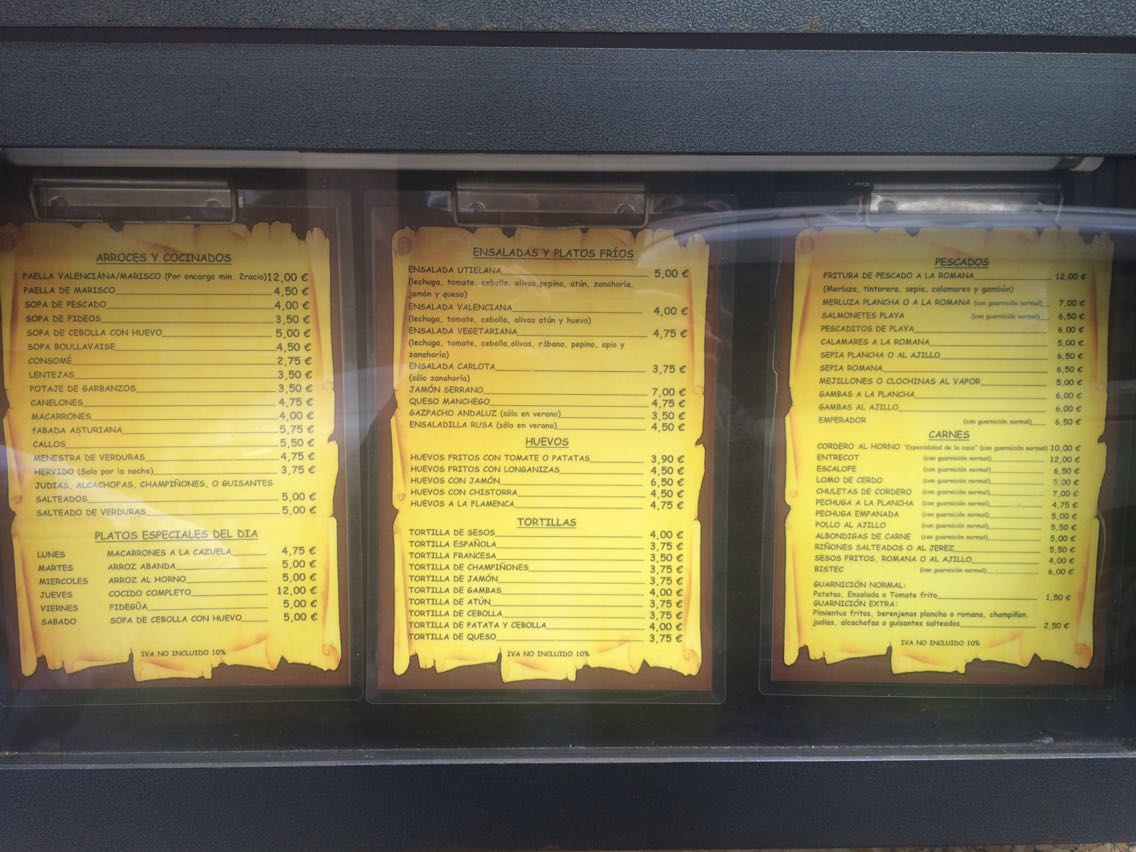 ARROCES Y COCINADOS
PAELLA VALENCIANA/MARISCO (Por encargo min. 2racio)12,00 €
PAELLA DE MARISCO 4,50 €
SOPA DE PESCADO 4,00 €
SOPA DE FIDEOS 3,50 €
SOPA DE CEBOLLA CON HUEVO 5,00 €
SOPA BOULLAVAISE 4,50 €
CONSOMÉ 2,75 €
LENTEJAS 3,50 €
POTAJE DE GARBANZOS 3,50 €
CANELONES 4,75 €
MACARRONES 4,00 €
fABADA ASTURIANA 5,75 €
CALLOS 5,50 €
MENESTRA DE VERDURAS 4,75 €
HERVIDO (Solo por la noche) 3,75 €
JUDIAS, ALCACHOFAS, CHAMPIÑONES, O GUISANTES
SALTEADOS 5,00 €
SALTEADO DE VERDURAS 5,00 €
PLATOS ESPECIALES DEL DIA
LUNES MACARRONES A LA CAZUELA 4,75 €
MARTES ARROZ ABANDA 5,00 €
MIERCOLES ARROZ AL HORNO 5,00 €
JUEVES COCIDO COMPLETO 12,00 €
VIERNES FIDEGÜA 5,00 €
SABADO SOPA DE CEBOLLA CON HUEVO 5,00 €
IVA NO INCLUIDO 10%
ENSALADAS Y PLATOS FRÍOS
ENSALADA UTIELANA 5,00 €
(lechuga, tomate, cebolla, olivas,pepino, atún, zanahoria,
jamón y queso)
ENSALADA VALENCIANA 4,00 €
(lechuga, tomate, cebolla, olivas atún y huevo)
ENSALADA VEGETARIANA 4,75 €
(lechuga, tomate, cebolla,olivas, rábano, pepino, apio y
zanahoria)
ENSALADA CARLOTA 3,75 €
(sólo zanahoria)
JAMÓN SERRANO 7,00 €
QUESO MANCHEGO 4,75 €
GAZPACHO ANDALUZ (sólo en verano) 3,50 €
ENSALADILLA RUSA (sólo en verano) 4,50 €
HUEVOS
HUEVOS FRITOS CON TOMATE O PATATAS 3,90 €
HUEVOS FRITOS CON LONGANIZAS 4,50 €
HUEVOS CON JAMÓN 6,50 €
HUEVOS CON CHISTORRA 4,50 €
HUEVOS A LA FLAMENCA 4,75 €
TORTILLAS
TORTILLA DE SESOS 4,00 €
TORTILLA ESPAÑOLA 3,75 €
TORTILLA FRANCESA 3,50 €
TORTILLA DE CHAMPIÑONES 3,75 €
TORTILLA DE JAMÓN 3,75 €
TORTILLA DE GAMBAS 4,00 €
TORTILLA DE ATÚN 3,75 €
TORTILLA DE CEBOLLA 3,75 €
TORTILLA DE PATATA Y CEBOLLA 4,00 €
TORTILLA DE QUESO 3,75 €
IVA NO INCLUIDO 10%
PESCADOS
FRITURA DE PESCADO A LA ROMANA 12,00 €
(Merluza, tintorera, sepia, calamares y gambón)
MERLUZA PLANCHA O A LA ROMANA (con guarnición normal) 7,00 €
SALMONETES PLAYA (con guarnición normal) 6,50 €
PESCADITOS DE PLAYA 6,00 €
CALAMARES A LA ROMANA 5,00 €
SEPIA PLANCHA O AL AJILLO 6,50 €
SEPIA ROMANA 6,50 €
MEJILLONES O CLOCHINAS AL VAPOR 5,00 €
GAMBAS A LA PLANCHA 6,00 €
GAMBAS AL AJILLO 6,00 €
EMPERADOR (con guarnición normal) 6,50 €
CARNES
CORDERO AL HORNO "Especialidad de la casa" (con guarnición normal) 10,00 €
ENTRECOT (con guarnición normal) 12,00 €
ESCALOPE (con guarnición normal) 6,50 €
LOMO DE CERDO (con guarnición normal) 5,00 €
CHULETAS DE CORDERO (con guarnición normal) 7,00 €
PECHUGA A LA PLANCHA (con guarnición normal) 4,75 €
PECHUGA EMPANADA (con guarnición normal) 5,00 €
POLLO AL AJILLO (con guarnición normal) 5,50 €
ALBONDIGAS DE CARNE (con guarnición normal) 5,00 €
RIÑONES SALTEADOS O AL JEREZ 5,50 €
SESOS FRITOS, ROMANA O AL AJILLO 4,00 €
BISTEC (con guarnición normal) 6,00 €
GUARNICIÓN NORMAL:
Patatas, Ensalada o Tomate frito 1,50 €
GUARNICIÓN EXTRA:
Pimientos fritos, berenjenas plancha o romana, champiñon,
judias, alcachofas o guisantes salteados 2,50 €
IVA NO INCLUIDO 10%